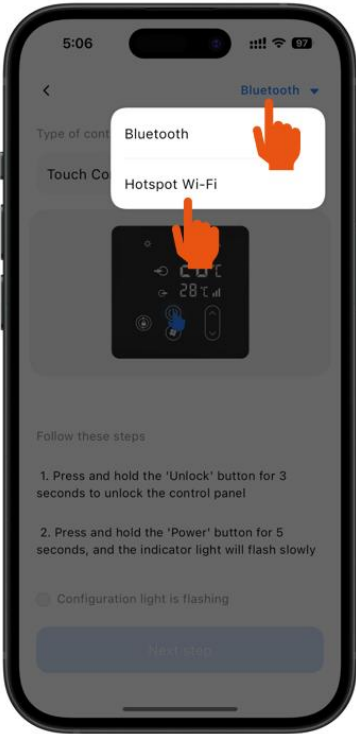 5:06
97
Bluetooth
Type of cont
Bluetooth
Touch Co
Hotspot Wi-Fi
28℃
Follow these steps
1. Press and hold the 'Unlock' button for 3
seconds to unlock the control panel
2. Press and hold the 'Power' button for 5
seconds, and the indicator light will flash slowly
Configuration light is flashing
Next step